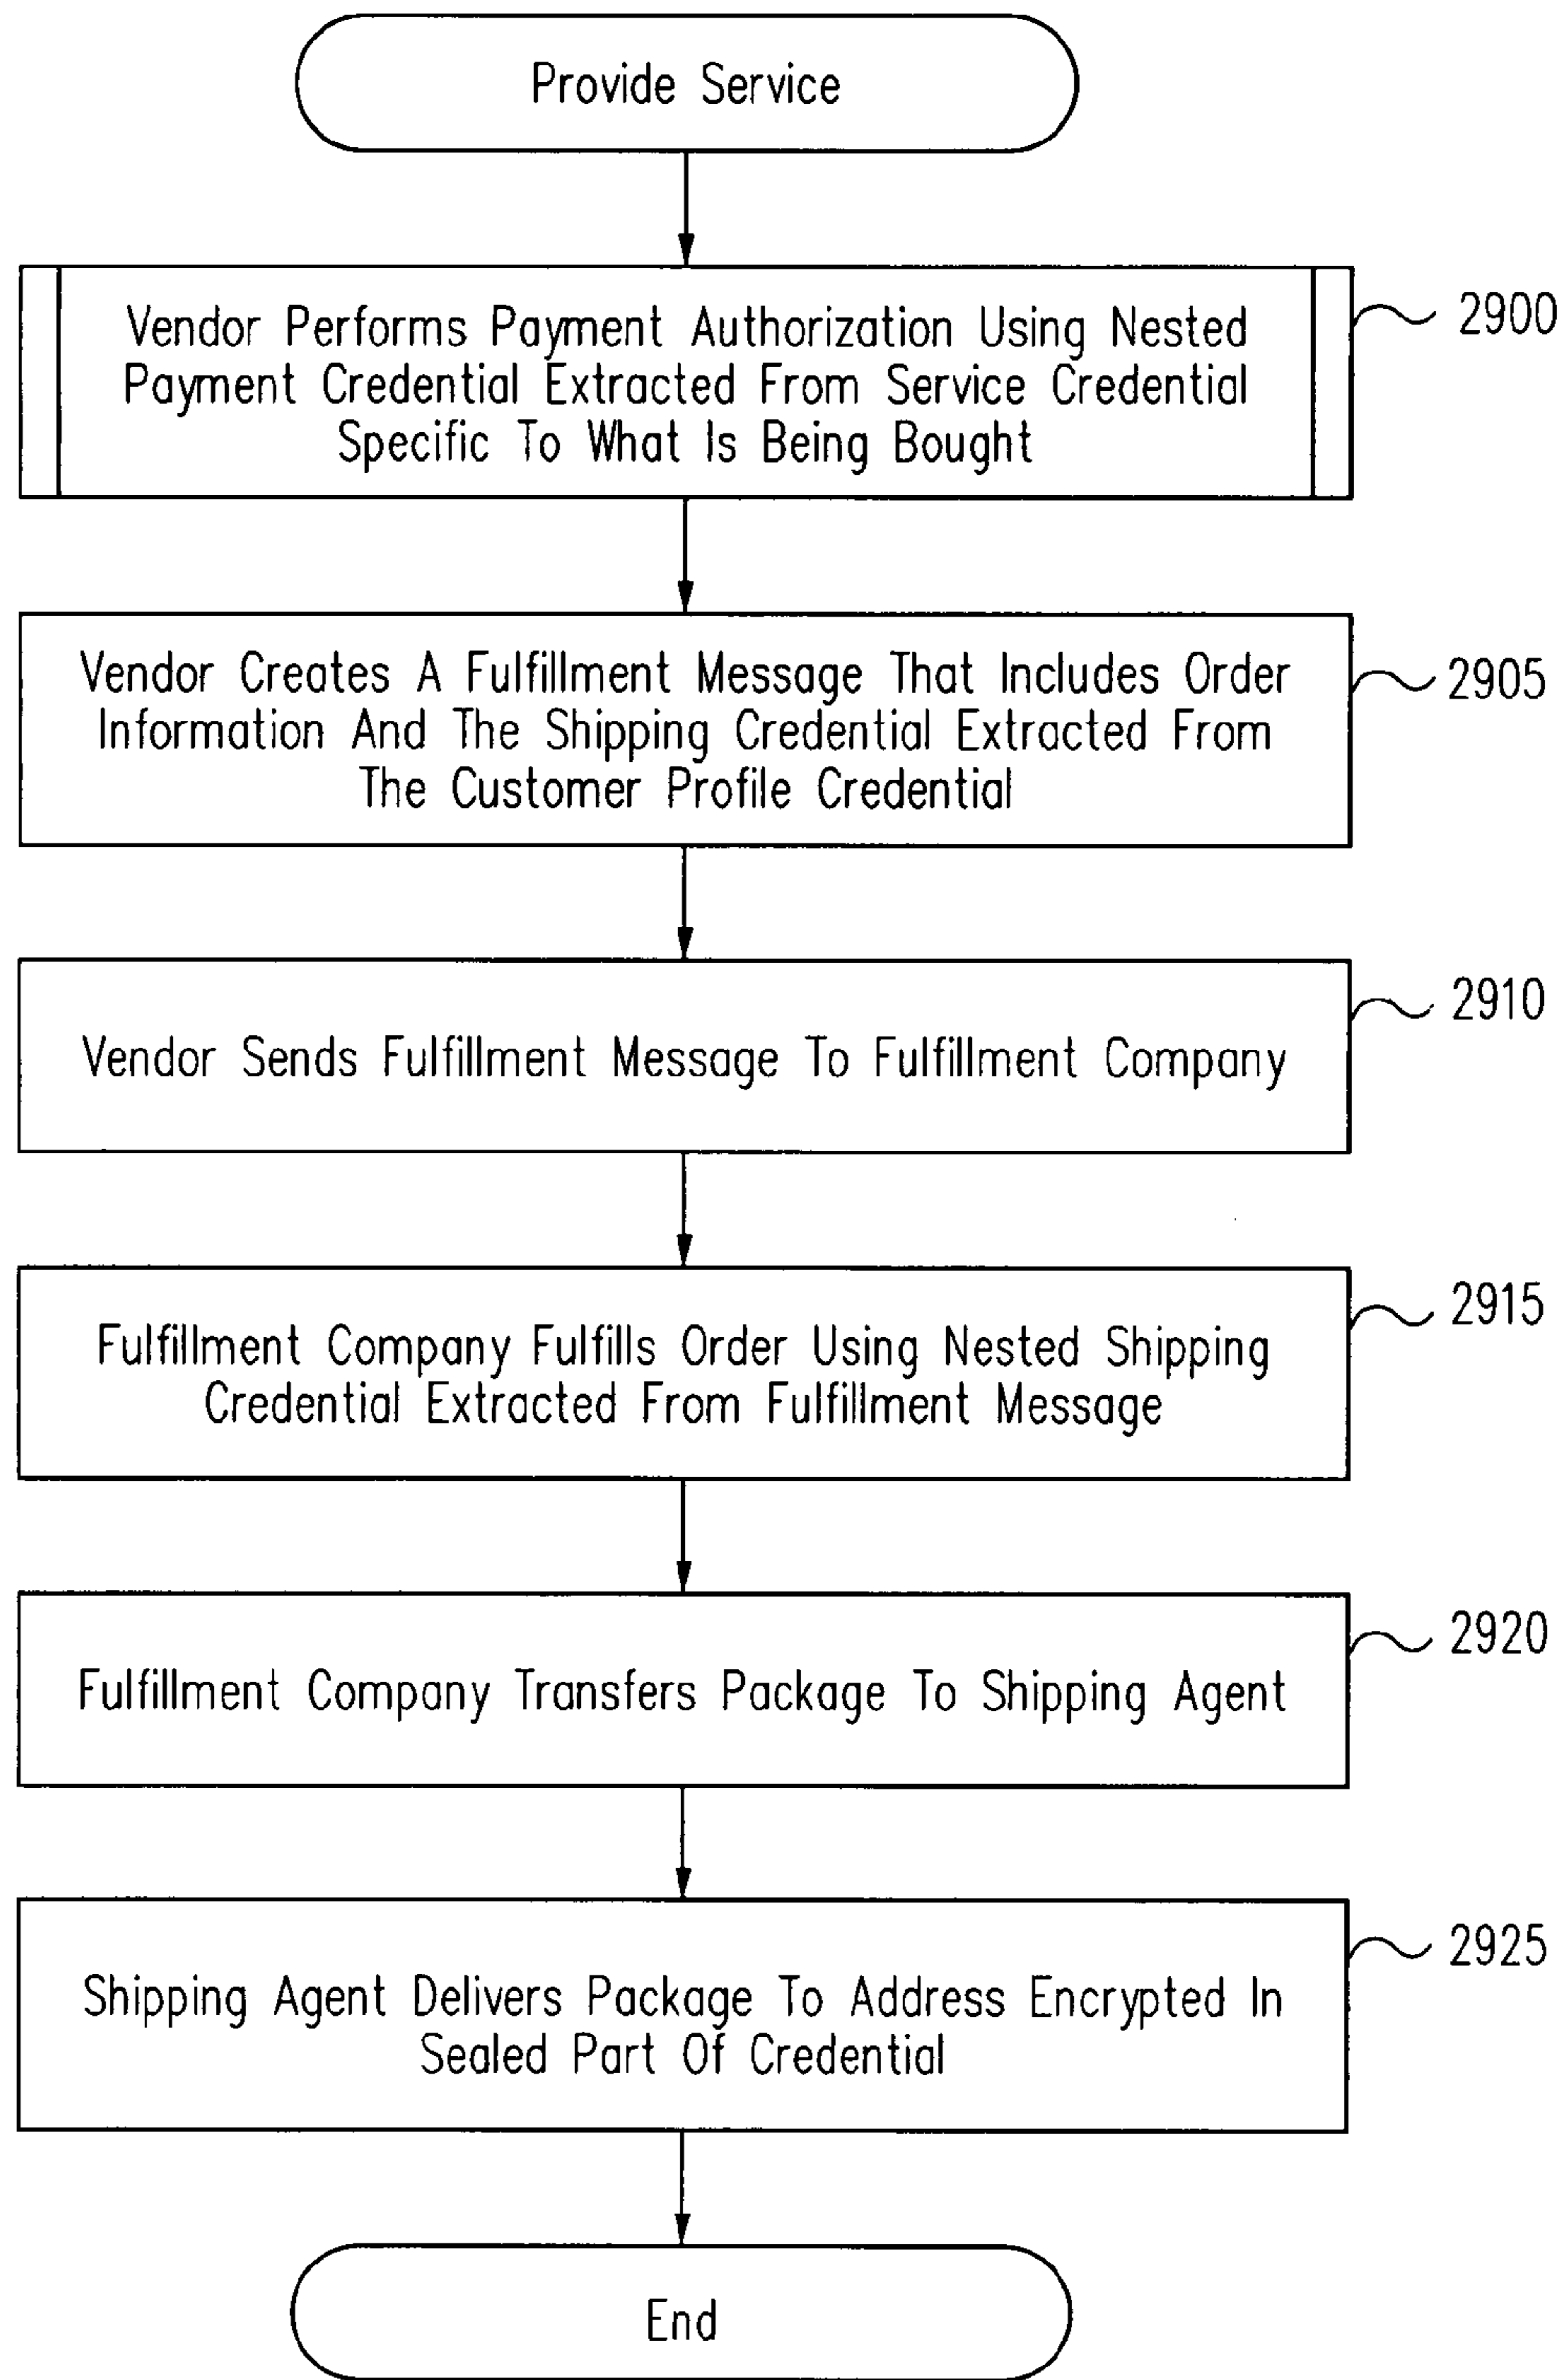 Provide Service
Vendor Performs Payment Authorization Using Nested
Payment Credential Extracted From Service Credential
Specific To What Is Being Bought
2900
Vendor Creates A Fulfillment Message That Includes Order
Information And The Shipping Credential Extracted From
The Customer Profile Credential
2905
Vendor Sends Fulfillment Message To Fulfillment Company
2910
Fulfillment Company Fulfills Order Using Nested Shipping
Credential Extracted From Fulfillment Message
2915
Fulfillment Company Transfers Package To Shipping Agent
2920
Shipping Agent Delivers Package To Address Encrypted In
Sealed Part Of Credential
2925
End